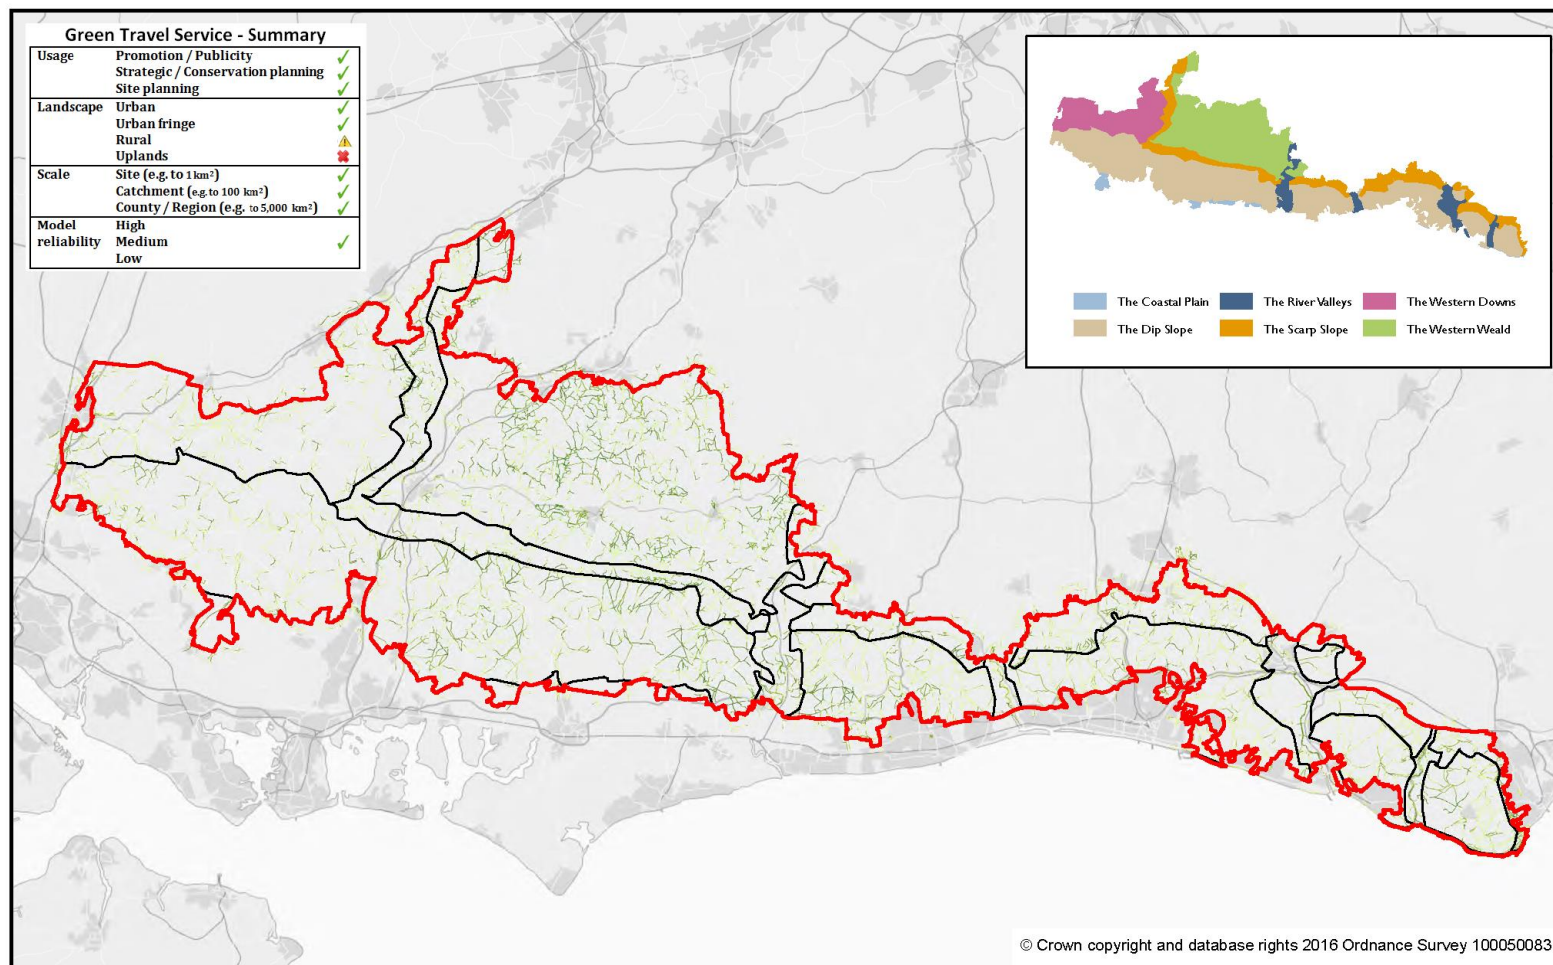 Green Travel Service - Summary
Usage Promotion / Publicity ✓
Strategic / Conservation planning ✓
Site planning ✓
Landscape Urban ✓
Urban fringe ✓
Rural ⚠
Uplands ✖
Scale Site (e.g. to 1 km²) ✓
Catchment (e.g. to 100 km²) ✓
County / Region (e.g. to 5,000 km²) ✓
Model High
reliability Medium ✓
Low
The Coastal Plain The River Valleys The Western Downs
The Dip Slope The Scarp Slope The Western Weald
© Crown copyright and database rights 2016 Ordnance Survey 100050083